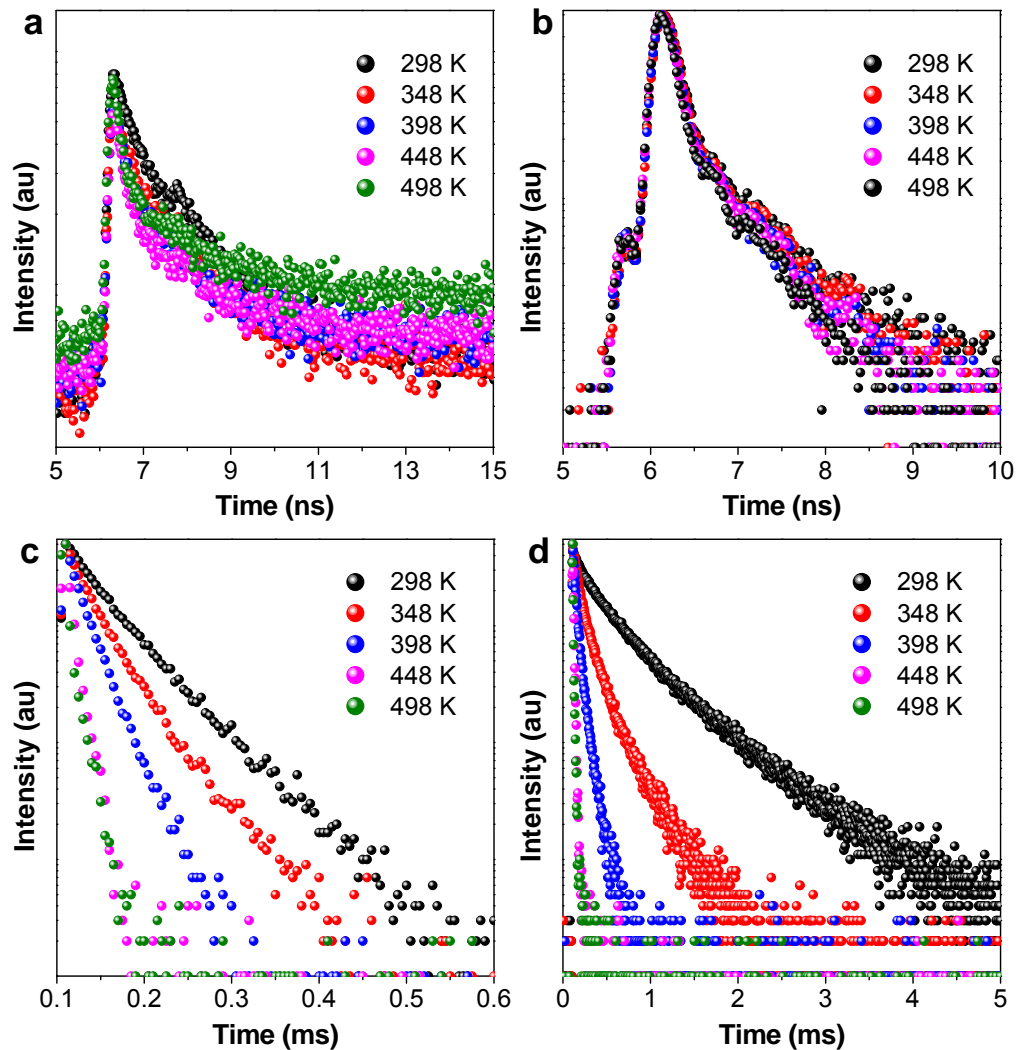 a
298 K
348 K
398 K
448 K
498 K
Intensity (au)
5 7 9 11 13 15
Time (ns)
b
298 K
348 K
398 K
448 K
498 K
Intensity (au)
5 6 7 8 9 10
Time (ns)
c
298 K
348 K
398 K
448 K
498 K
Intensity (au)
0.1 0.2 0.3 0.4 0.5 0.6
Time (ms)
d
298 K
348 K
398 K
448 K
498 K
Intensity (au)
0 1 2 3 4 5
Time (ms)